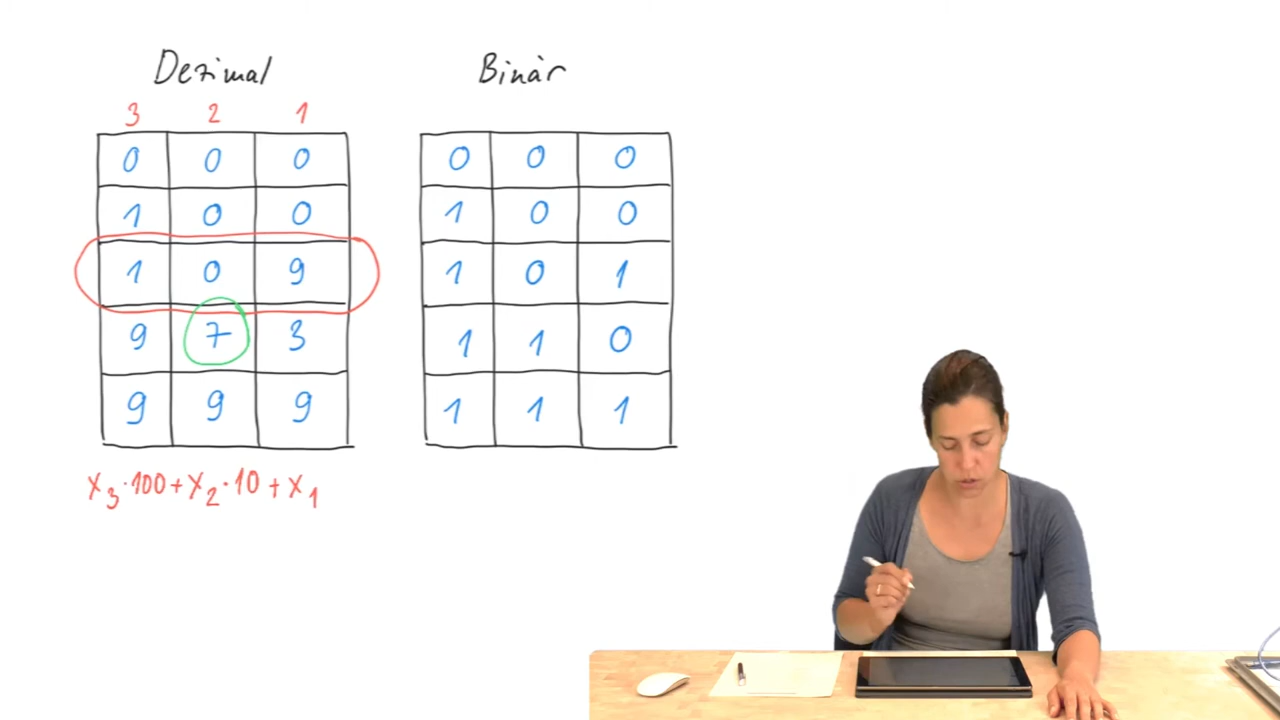 Dezimal Binär
3 2 1
0 0 0 0 0 0
1 0 0 1 0 0
1 0 9 1 0 1
9 7 3 1 1 0
9 9 9 1 1 1
x₃·100+x₂·10+x₁